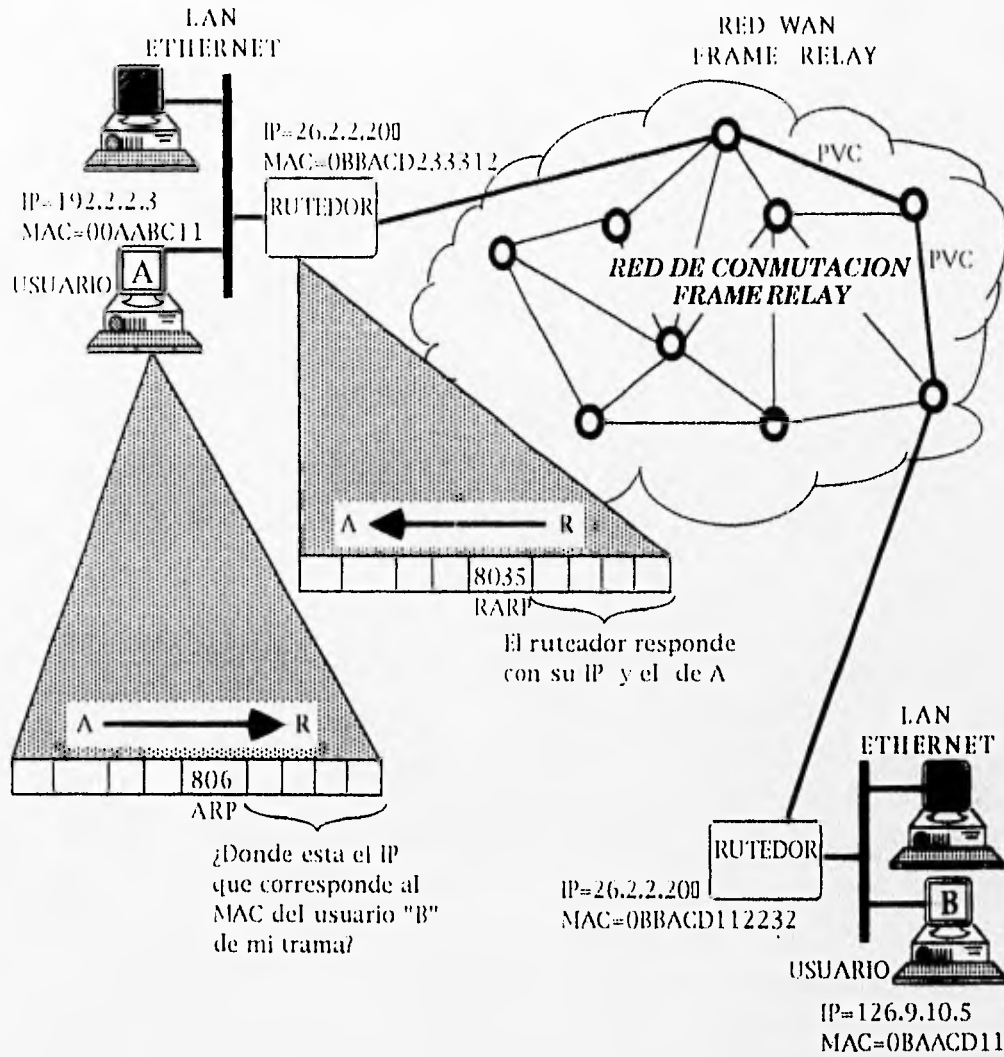 LAN
ETHERNET
RED WAN
FRAME RELAY
IP=26.2.2.200
MAC=0BBACD233312
RUTEDOR
IP=192.2.2.3
MAC=00AABC11
USUARIO
A
PVC
PVC
RED DE CONMUTACION
FRAME RELAY
A R
8035
RARP
El ruteador responde
con su IP y el de A
A R
806
ARP
¿Donde esta el IP
que corresponde al
MAC del usuario "B"
de mi trama?
LAN
ETHERNET
RUTEDOR
IP=26.2.2.200
MAC=0BBACD112232
B
USUARIO
IP=126.9.10.5
MAC=0BAACD11